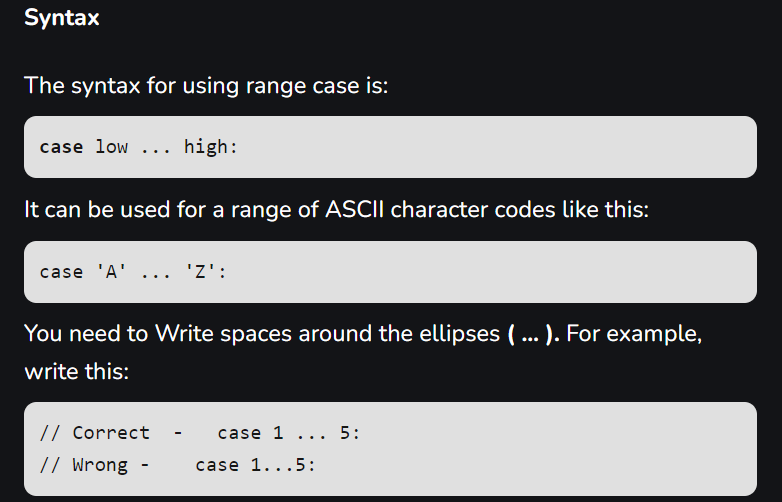 Syntax
The syntax for using range case is:
case low ... high:
It can be used for a range of ASCII character codes like this:
case 'A' ... 'Z':
You need to Write spaces around the ellipses ( … ). For example,
write this:
// Correct  -   case 1 ... 5:
// Wrong -    case 1...5: